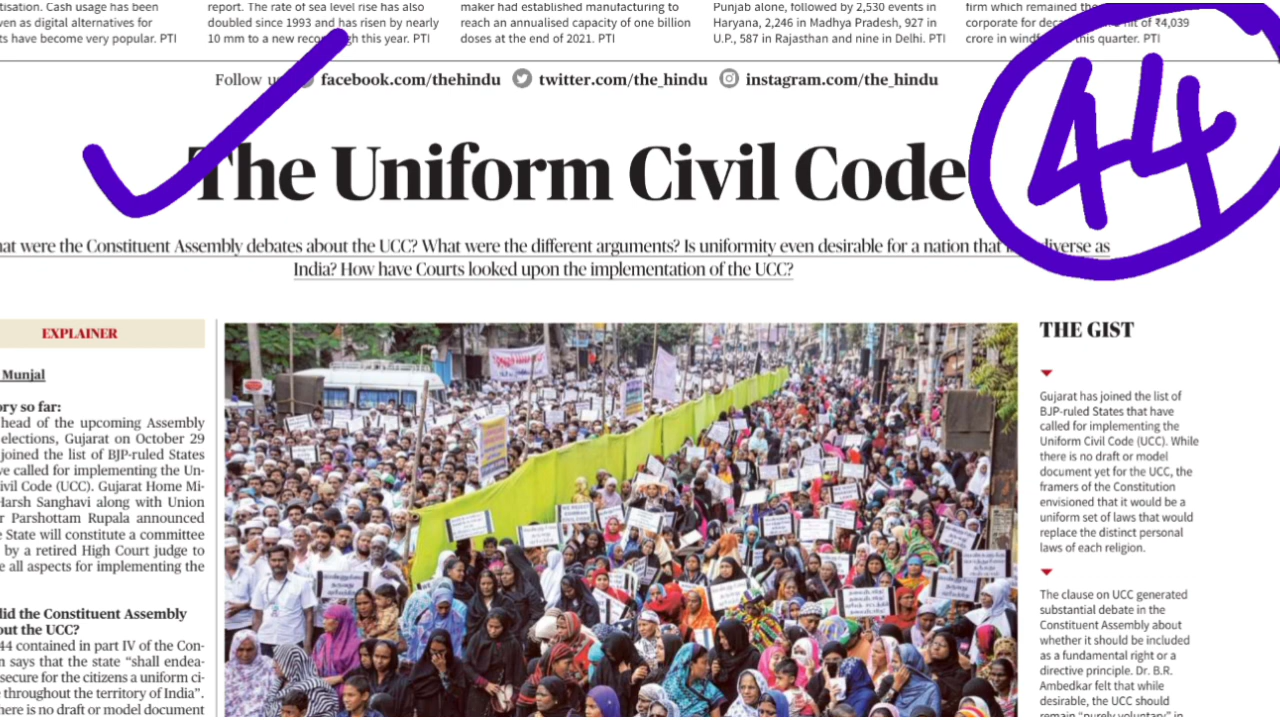 tisation. Cash usage has been
en as digital alternatives for
ts have become very popular. PTI
report. The rate of sea level rise has also
doubled since 1993 and has risen by nearly
10 mm to a new this year. PTI
maker had established manufacturing to
reach an annualised capacity of one billion
doses at the end of 2021. PTI
Punjab alone, followed by 2,530 events in
Haryana, 2,246 in Madhya Pradesh, 927 in
U.P., 587 in Rajasthan and nine in Delhi. PTI
firm which remained the
corporate for of ₹4,039
crore in this quarter. PTI
Follow facebook.com/thehindu twitter.com/the_hindu instagram.com/the_hindu
44
The Uniform Civil Code
at were the Constituent Assembly debates about the UCC? What were the different arguments? Is uniformity even desirable for a nation that diverse as
India? How have Courts looked upon the implementation of the UCC?
EXPLAINER
Munjal
ory so far:
head of the upcoming Assembly
elections, Gujarat on October 29
joined the list of BJP-ruled States
ve called for implementing the Un-
ivil Code (UCC). Gujarat Home Mi-
Harsh Sanghavi along with Union
r Parshottam Rupala announced
e State will constitute a committee
by a retired High Court judge to
e all aspects for implementing the
did the Constituent Assembly
out the UCC?
44 contained in part IV of the Con-
n says that the state “shall endea-
secure for the citizens a uniform ci-
e throughout the territory of India”.
here is no draft or model document
THE GIST
Gujarat has joined the list of
BJP-ruled States that have
called for implementing the
Uniform Civil Code (UCC). While
there is no draft or model
document yet for the UCC, the
framers of the Constitution
envisioned that it would be a
uniform set of laws that would
replace the distinct personal
laws of each religion.
The clause on UCC generated
substantial debate in the
Constituent Assembly about
whether it should be included
as a fundamental right or a
directive principle. Dr. B.R.
Ambedkar felt that while
desirable, the UCC should
remain “purely voluntary” in